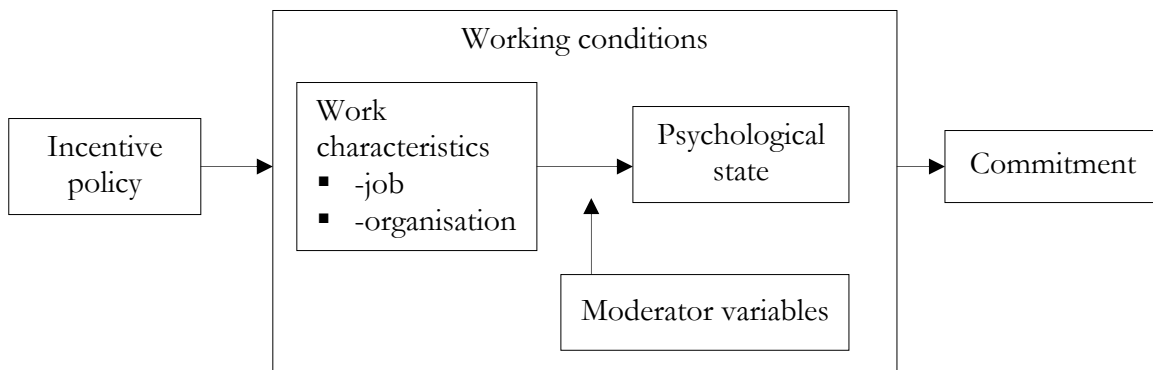 Working conditions
Incentive
policy
Work
characteristics
▪ -job
▪ -organisation
Psychological
state
Moderator variables
Commitment